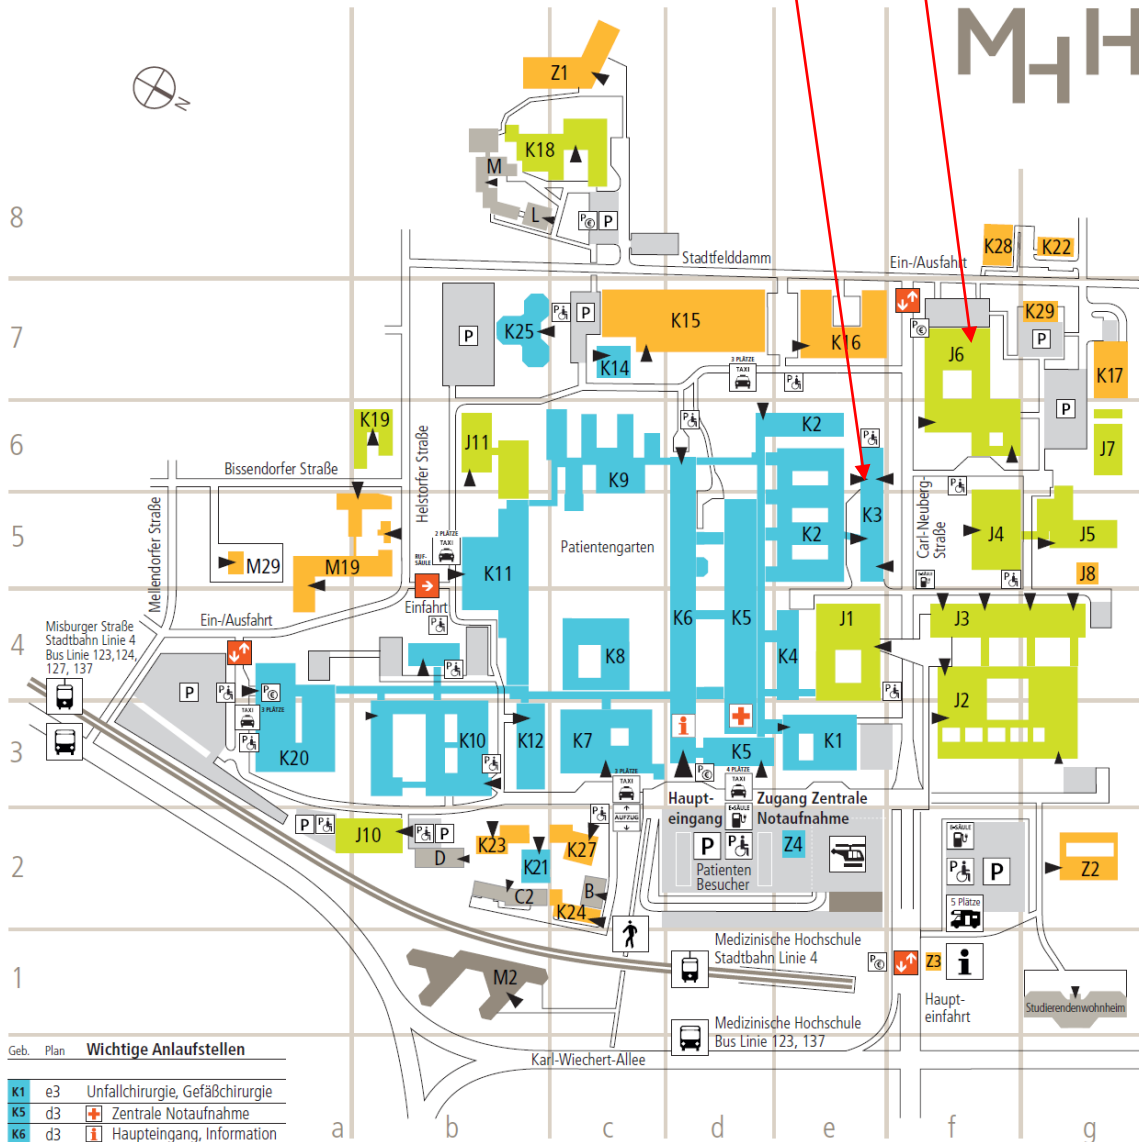 MHH
Z1
N
K18
M
L
P€
P
8
Stadtfelddamm
Ein-/Ausfahrt
K28
K22
7
P
K25
P
P
K15
K14
3 PLÄTZE
TAXI
P
K16
P€
J6
K29
P
K17
6
K19
J11
K9
P
K2
P
P
J7
Bissendorfer Straße
Helstorfer Straße
Mellendorfer Straße
5
2 PLÄTZE
TAXI
RUF-
SÄULE
Patientengarten
K2
K3
Carl-Neuberg-
Straße
P
J4
J5
M29
M19
K11
K6
K5
E-SÄULE
P
J8
Einfahrt
P
Misburger Straße
Stadtbahn Linie 4
Bus Linie 123,124,
127, 137
Ein-/Ausfahrt
4
K8
K4
J1
J3
P
P
P€
P
P
3 PLÄTZE
TAXI
P
J2
3
K20
K10
P
K12
K7
i
K5
K1
3 PLÄTZE
TAXI
AUFZUG
P€
4 PLÄTZE
TAXI
E-SÄULE
Haupt-
eingang
Zugang Zentrale
Notaufnahme
P
P
J10
P
P
K23
K27
P
P
P
Patienten
Besucher
Z4
E-SÄULE
P
P
2
D
K21
C2
B
K24
Z2
5 Plätze
Medizinische Hochschule
Stadtbahn Linie 4
P€
Z3
i
1
M2
Haupt-
einfahrt
Studierendenwohnheim
Medizinische Hochschule
Bus Linie 123, 137
Karl-Wiechert-Allee
Geb. Plan Wichtige Anlaufstellen
K1 e3 Unfallchirurgie, Gefäßchirurgie
K5 d3 Zentrale Notaufnahme
K6 d3 i Haupteingang, Information
a b c d e f g